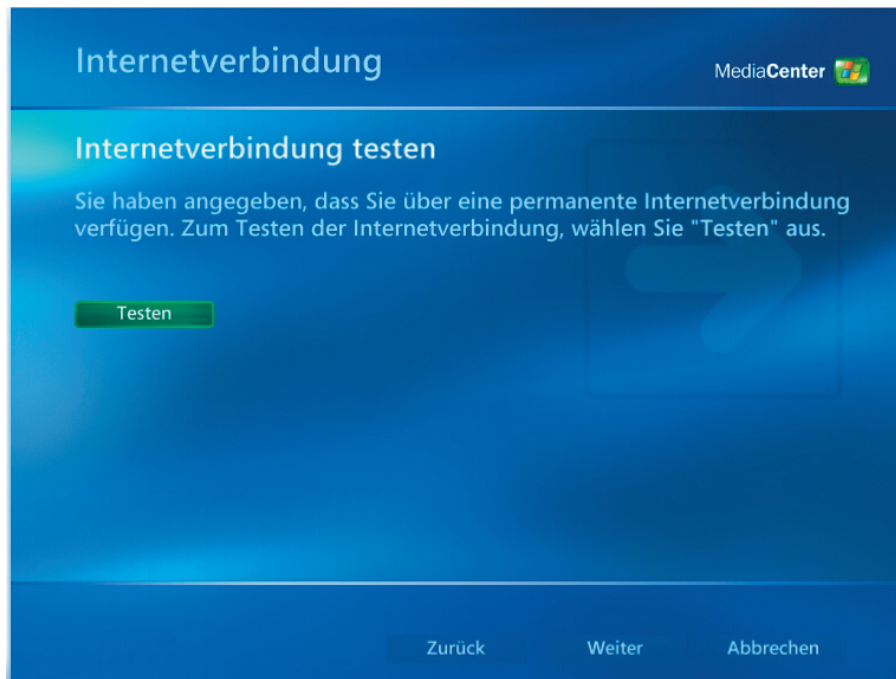 Internetverbindung
MediaCenter
Internetverbindung testen
Sie haben angegeben, dass Sie über eine permanente Internetverbindung
verfügen. Zum Testen der Internetverbindung, wählen Sie "Testen" aus.
Testen
Zurück Weiter Abbrechen